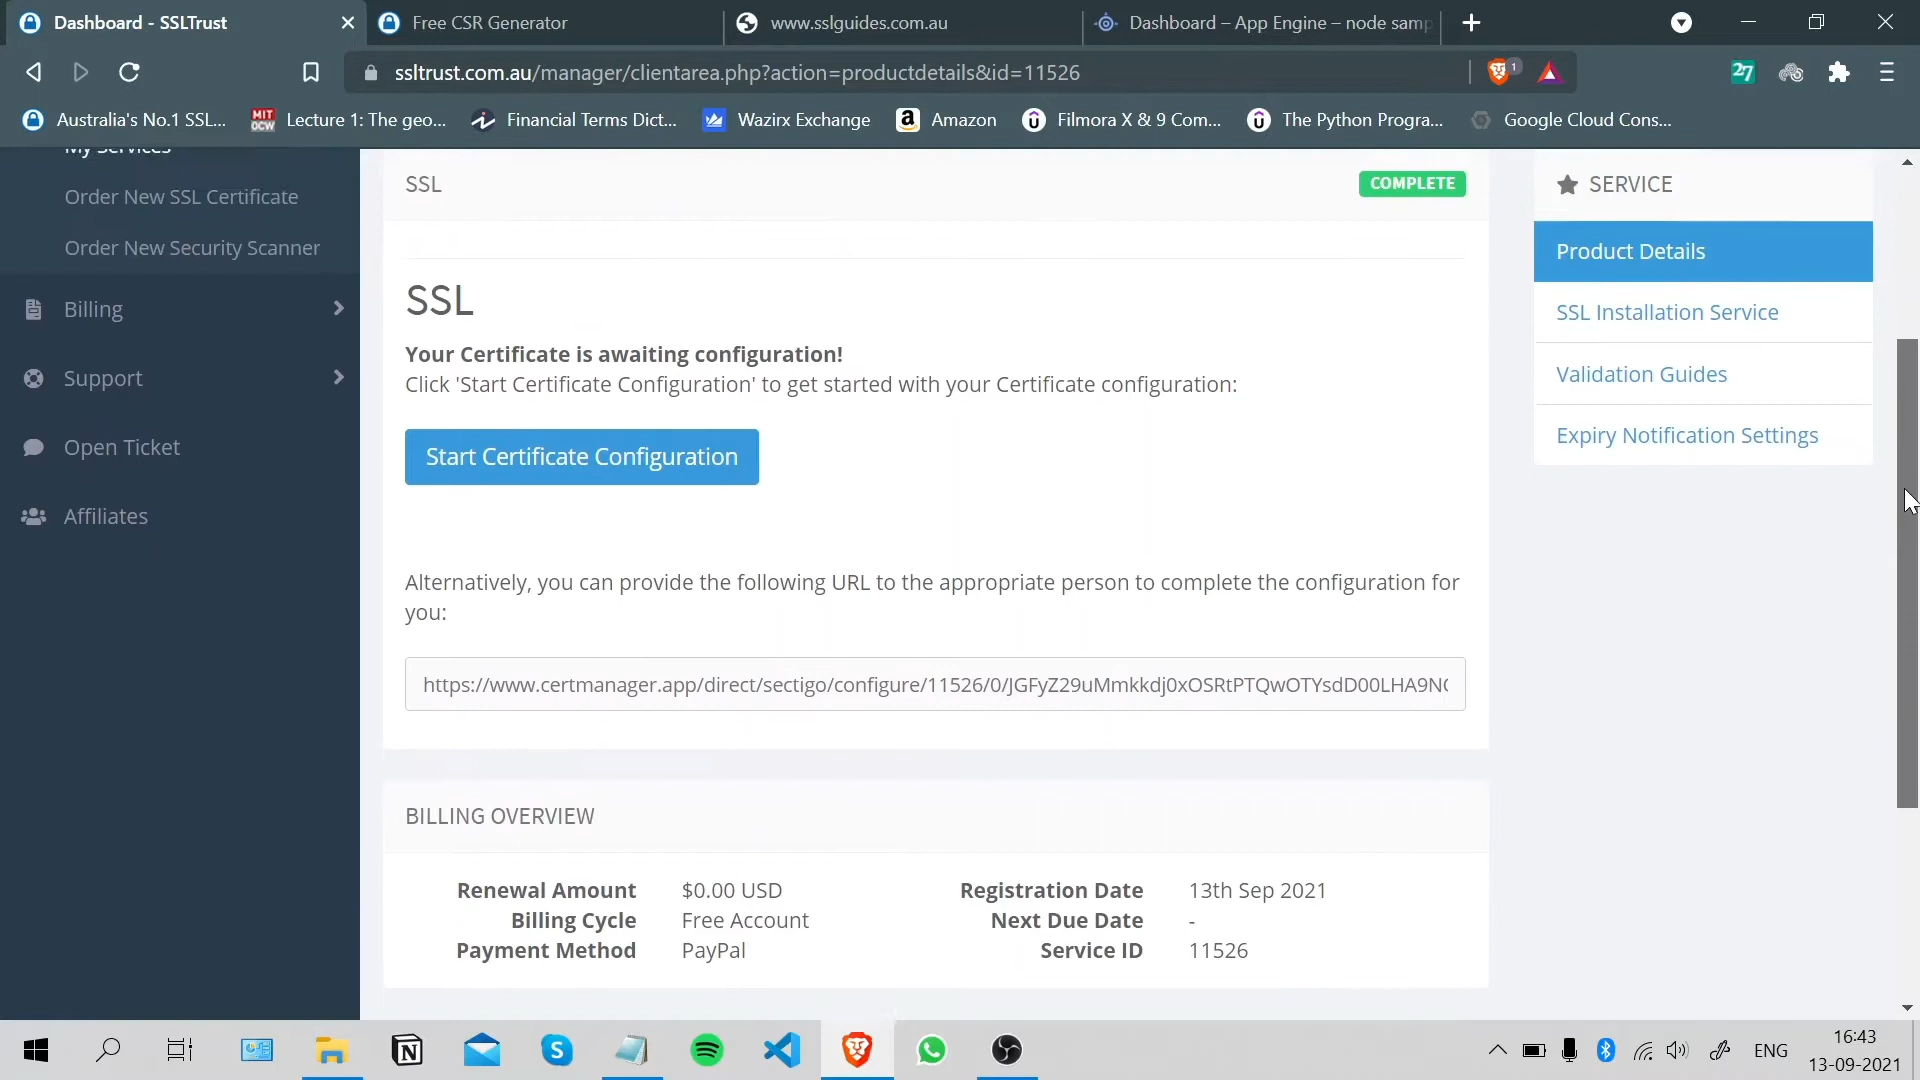 Dashboard - SSLTrust
Free CSR Generator
www.sslguides.com.au
Dashboard – App Engine – node samp
ssltrust.com.au/manager/clientarea.php?action=productdetails&id=11526
1
27
Australia's No.1 SSL...
MIT OCW
Lecture 1: The geo...
Financial Terms Dict...
Wazirx Exchange
Amazon
Filmora X & 9 Com...
The Python Progra...
Google Cloud Cons...
My Services
Order New SSL Certificate
Order New Security Scanner
Billing
Support
Open Ticket
Affiliates
SSL
COMPLETE
SSL
Your Certificate is awaiting configuration!
Click 'Start Certificate Configuration' to get started with your Certificate configuration:
Start Certificate Configuration
Alternatively, you can provide the following URL to the appropriate person to complete the configuration for
you:
https://www.certmanager.app/direct/sectigo/configure/11526/0/JGFyZ29uMmkkdj0xOSRtPTQwOTYsdD00LHA9N
BILLING OVERVIEW
Renewal Amount $0.00 USD
Billing Cycle Free Account
Payment Method PayPal
Registration Date 13th Sep 2021
Next Due Date -
Service ID 11526
SERVICE
Product Details
SSL Installation Service
Validation Guides
Expiry Notification Settings
ENG
16:43
13-09-2021